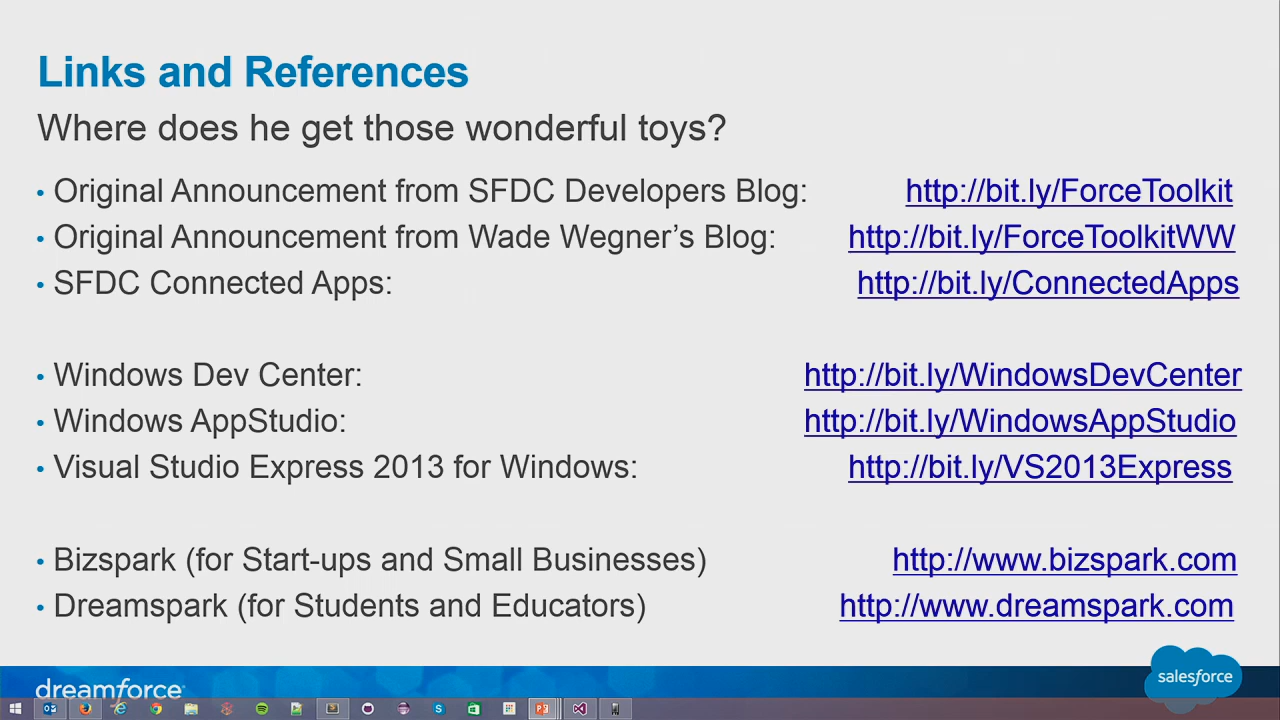 Links and References
Where does he get those wonderful toys?
• Original Announcement from SFDC Developers Blog: http://bit.ly/ForceToolkit
• Original Announcement from Wade Wegner’s Blog: http://bit.ly/ForceToolkitWW
• SFDC Connected Apps: http://bit.ly/ConnectedApps
• Windows Dev Center: http://bit.ly/WindowsDevCenter
• Windows AppStudio: http://bit.ly/WindowsAppStudio
• Visual Studio Express 2013 for Windows: http://bit.ly/VS2013Express
• Bizspark (for Start-ups and Small Businesses) http://www.bizspark.com
• Dreamspark (for Students and Educators) http://www.dreamspark.com
dreamforce
salesforce